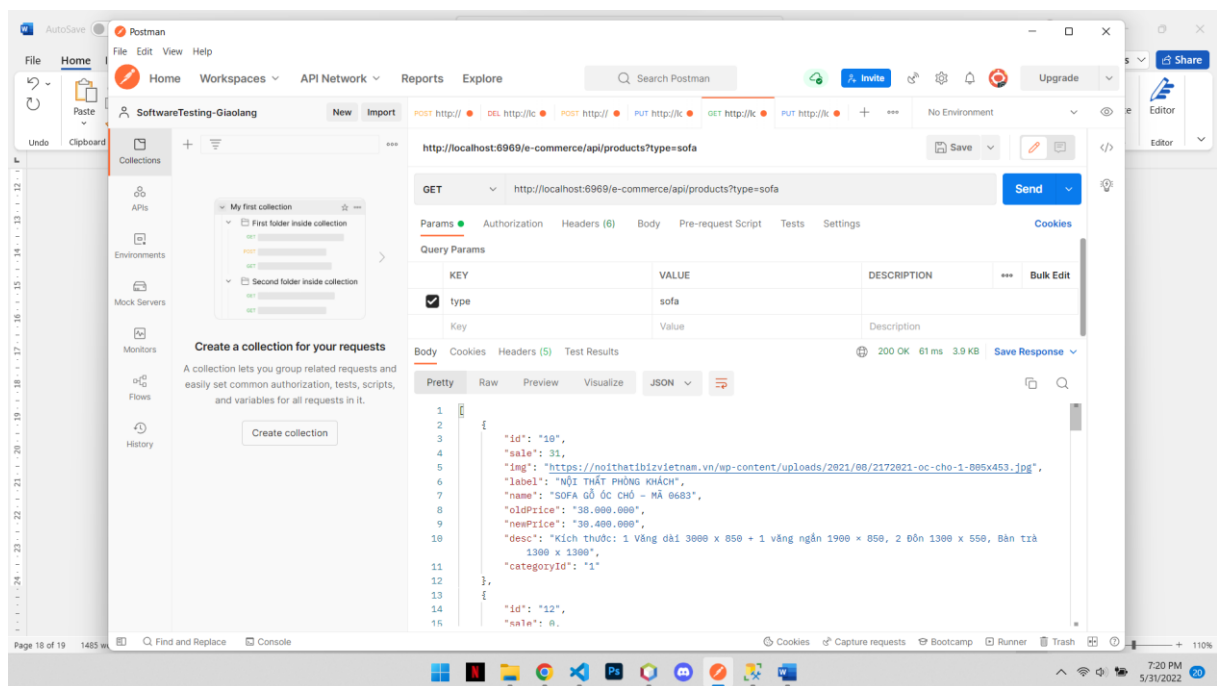 AutoSave
Postman
File Edit View Help
File Home
Share
Home Workspaces API Network Reports Explore
Search Postman
Invite
Upgrade
Paste
Undo
Clipboard
Editor
Editor
SoftwareTesting-Giaolang
New Import
POST http://
DEL http://lc
POST http://
PUT http://lc
GET http://lc
PUT http://lc
No Environment
Collections
APIs
Environments
Mock Servers
Monitors
Flows
History
My first collection
First folder inside collection
GET
POST
GET
Second folder inside collection
GET
GET
Create a collection for your requests
A collection lets you group related requests and
easily set common authorization, tests, scripts,
and variables for all requests in it.
Create collection
http://localhost:6969/e-commerce/api/products?type=sofa
Save
GET http://localhost:6969/e-commerce/api/products?type=sofa
Send
Params Authorization Headers (6) Body Pre-request Script Tests Settings
Cookies
Query Params
KEY VALUE DESCRIPTION Bulk Edit
type sofa
Key Value Description
Body Cookies Headers (5) Test Results
200 OK 61 ms 3.9 KB Save Response
Pretty Raw Preview Visualize JSON
1 [
2 {
3 "id": "10",
4 "sale": 31,
5 "img": "https://noithatibizvietnam.vn/wp-content/uploads/2021/08/2172021-oc-cho-1-805x453.jpg",
6 "label": "NỘI THẤT PHÒNG KHÁCH",
7 "name": "SOFA GỖ ÓC CHÓ – MÃ 0683",
8 "oldPrice": "38.000.000",
9 "newPrice": "30.400.000",
10 "desc": "Kích thước: 1 Văng dài 3000 x 850 + 1 văng ngắn 1900 × 850, 2 Đôn 1300 x 550, Bàn trà
1300 x 1300",
11 "categoryId": "1"
12 },
13 {
14 "id": "12",
15 "sale": 0,
Find and Replace Console
Cookies Capture requests Bootcamp Runner Trash
Page 18 of 19 1485
110%
7:20 PM
5/31/2022
20